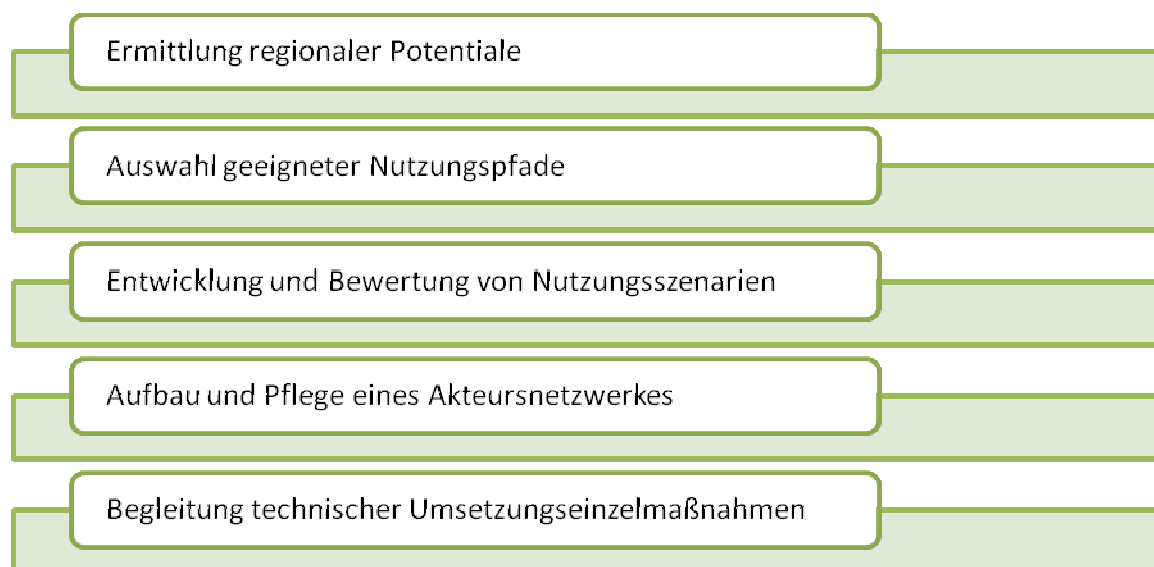 Ermittlung regionaler Potentiale
Auswahl geeigneter Nutzungspfade
Entwicklung und Bewertung von Nutzungsszenarien
Aufbau und Pflege eines Akteursnetzwerkes
Begleitung technischer Umsetzungseinzelmaßnahmen